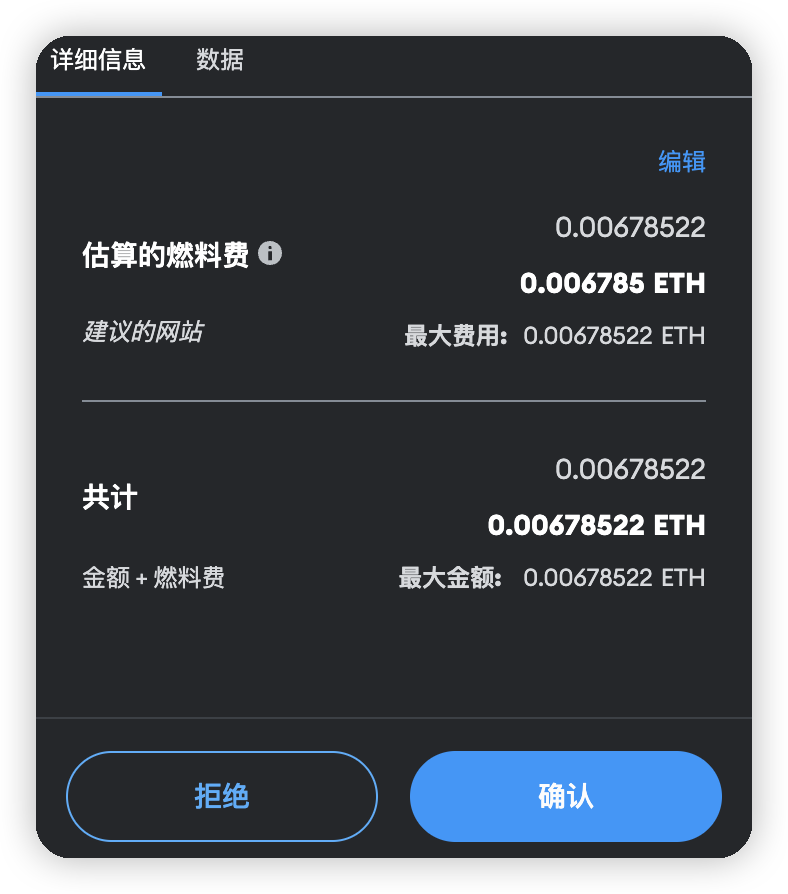 详细信息 数据
编辑
0.00678522
估算的燃料费
0.006785 ETH
建议的网站 最大费用: 0.00678522 ETH
0.00678522
共计
0.00678522 ETH
金额 + 燃料费 最大金额: 0.00678522 ETH
拒绝 确认